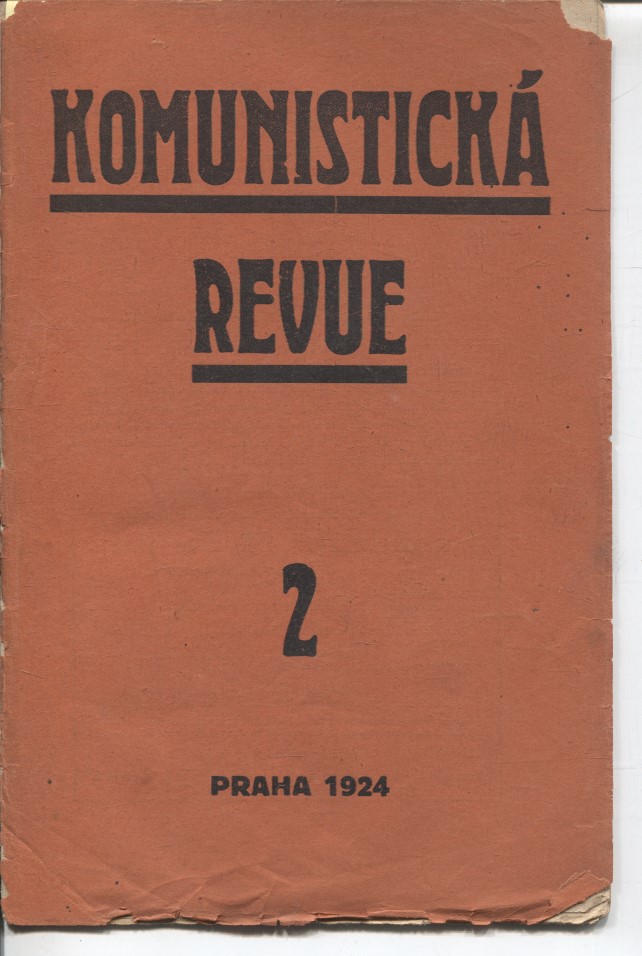 KOMUNISTICKÁ
REVUE
2
PRAHA 1924